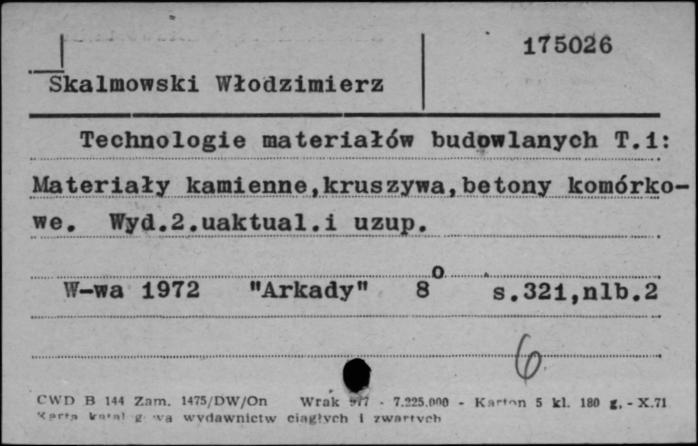 175026
Skalmowski Włodzimierz
Technologie materiałów budowlanych T.1:
Materiały kamienne,kruszywa,betony komórko-
we. Wyd.2.uaktual.i uzup.
W-wa 1972 "Arkady" 8o s.321,nlb.2
6
CWD B 144 Zam. 1475/DW/On Wrak - 7.225.000 - Karton 5 kl. 180 g. - X.71
Karta wydawnictw ciągłych i zwartych